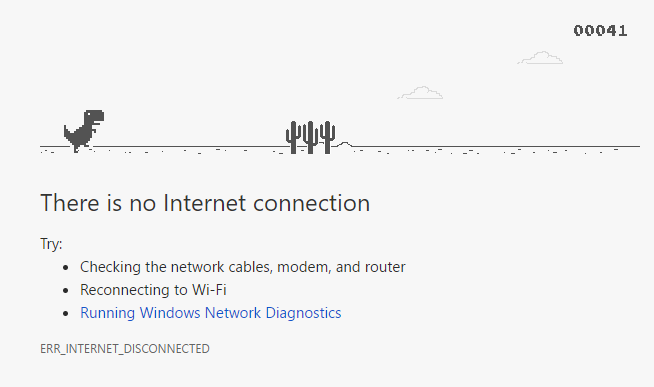 00041
There is no Internet connection
Try:
Checking the network cables, modem, and router
Reconnecting to Wi-Fi
Running Windows Network Diagnostics
ERR_INTERNET_DISCONNECTED